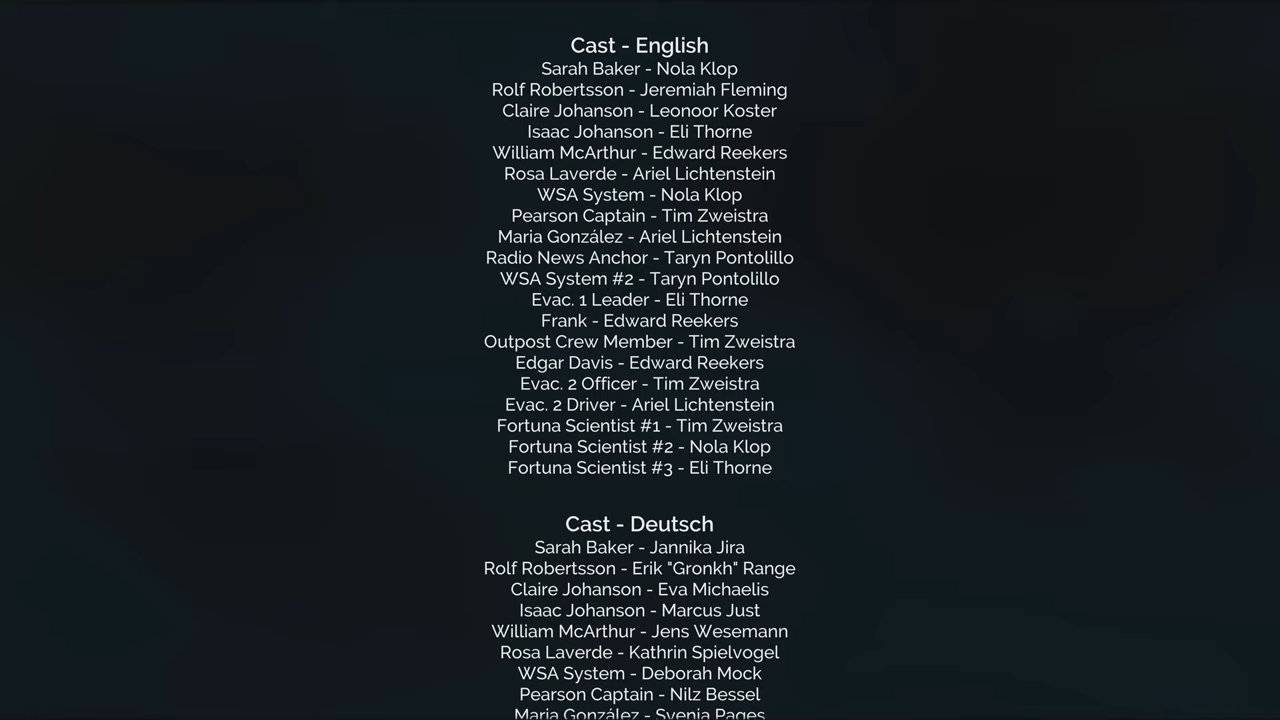 Cast - English
Sarah Baker - Nola Klop
Rolf Robertsson - Jeremiah Fleming
Claire Johanson - Leonoor Koster
Isaac Johanson - Eli Thorne
William McArthur - Edward Reekers
Rosa Laverde - Ariel Lichtenstein
WSA System - Nola Klop
Pearson Captain - Tim Zweistra
Maria González - Ariel Lichtenstein
Radio News Anchor - Taryn Pontolillo
WSA System #2 - Taryn Pontolillo
Evac. 1 Leader - Eli Thorne
Frank - Edward Reekers
Outpost Crew Member - Tim Zweistra
Edgar Davis - Edward Reekers
Evac. 2 Officer - Tim Zweistra
Evac. 2 Driver - Ariel Lichtenstein
Fortuna Scientist #1 - Tim Zweistra
Fortuna Scientist #2 - Nola Klop
Fortuna Scientist #3 - Eli Thorne
Cast - Deutsch
Sarah Baker - Jannika Jira
Rolf Robertsson - Erik "Gronkh" Range
Claire Johanson - Eva Michaelis
Isaac Johanson - Marcus Just
William McArthur - Jens Wesemann
Rosa Laverde - Kathrin Spielvogel
WSA System - Deborah Mock
Pearson Captain - Nilz Bessel
Maria González - Svenja Pages